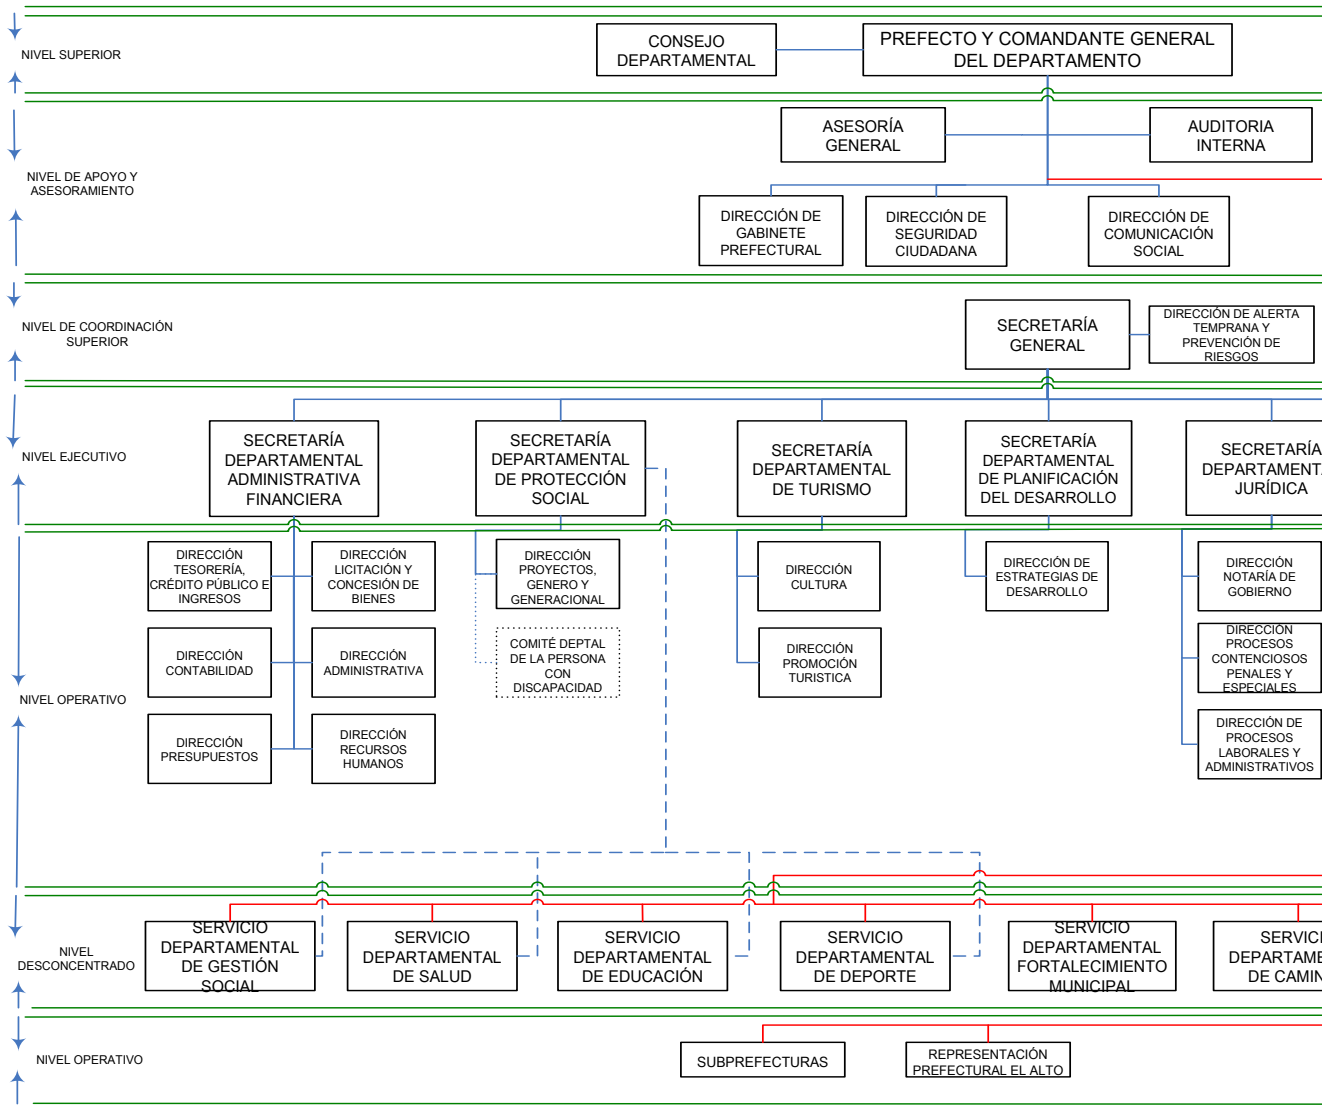 NIVEL SUPERIOR
CONSEJO
DEPARTAMENTAL
PREFECTO Y COMANDANTE GENERAL
DEL DEPARTAMENTO
NIVEL DE APOYO Y
ASESORAMIENTO
ASESORÍA
GENERAL
AUDITORIA
INTERNA
DIRECCIÓN DE
GABINETE
PREFECTURAL
DIRECCIÓN DE
SEGURIDAD
CIUDADANA
DIRECCIÓN DE
COMUNICACIÓN
SOCIAL
NIVEL DE COORDINACIÓN
SUPERIOR
SECRETARÍA
GENERAL
DIRECCIÓN DE ALERTA
TEMPRANA Y
PREVENCIÓN DE
RIESGOS
NIVEL EJECUTIVO
SECRETARÍA
DEPARTAMENTAL
ADMINISTRATIVA
FINANCIERA
SECRETARÍA
DEPARTAMENTAL
DE PROTECCIÓN
SOCIAL
SECRETARÍA
DEPARTAMENTAL
DE TURISMO
SECRETARÍA
DEPARTAMENTAL
DE PLANIFICACIÓN
DEL DESARROLLO
SECRETARÍA
DEPARTAMENTA
JURÍDICA
NIVEL OPERATIVO
DIRECCIÓN
TESORERÍA,
CRÉDITO PÚBLICO E
INGRESOS
DIRECCIÓN
LICITACIÓN Y
CONCESIÓN DE
BIENES
DIRECCIÓN
CONTABILIDAD
DIRECCIÓN
ADMINISTRATIVA
DIRECCIÓN
PRESUPUESTOS
DIRECCIÓN
RECURSOS
HUMANOS
DIRECCIÓN
PROYECTOS,
GENERO Y
GENERACIONAL
COMITÉ DEPTAL
DE LA PERSONA
CON
DISCAPACIDAD
DIRECCIÓN
CULTURA
DIRECCIÓN
PROMOCIÓN
TURISTICA
DIRECCIÓN DE
ESTRATEGIAS DE
DESARROLLO
DIRECCIÓN
NOTARÍA DE
GOBIERNO
DIRECCIÓN
PROCESOS
CONTENCIOSOS
PENALES Y
ESPECIALES
DIRECCIÓN DE
PROCESOS
LABORALES Y
ADMINISTRATIVOS
NIVEL
DESCONCENTRADO
SERVICIO
DEPARTAMENTAL
DE GESTIÓN
SOCIAL
SERVICIO
DEPARTAMENTAL
DE SALUD
SERVICIO
DEPARTAMENTAL
DE EDUCACIÓN
SERVICIO
DEPARTAMENTAL
DE DEPORTE
SERVICIO
DEPARTAMENTAL
FORTALECIMIENTO
MUNICIPAL
SERVICI
DEPARTAME
DE CAMIN
NIVEL OPERATIVO
SUBPREFECTURAS
REPRESENTACIÓN
PREFECTURAL EL ALTO